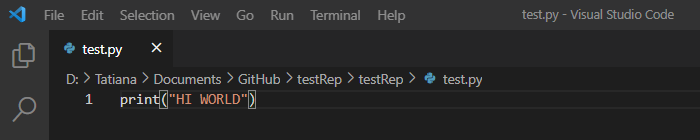 File Edit Selection View Go Run Terminal Help test.py - Visual Studio Code
test.py
D: > Tatiana > Documents > GitHub > testRep > testRep > test.py
1 print("HI WORLD")